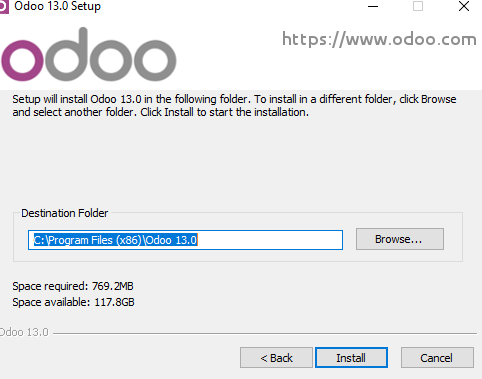 Odoo 13.0 Setup
odoo
https://www.odoo.com
Setup will install Odoo 13.0 in the following folder. To install in a different folder, click Browse
and select another folder. Click Install to start the installation.
Destination Folder
C:\Program Files (x86)\Odoo 13.0
Browse...
Space required: 769.2MB
Space available: 117.8GB
Odoo 13.0
< Back
Install
Cancel